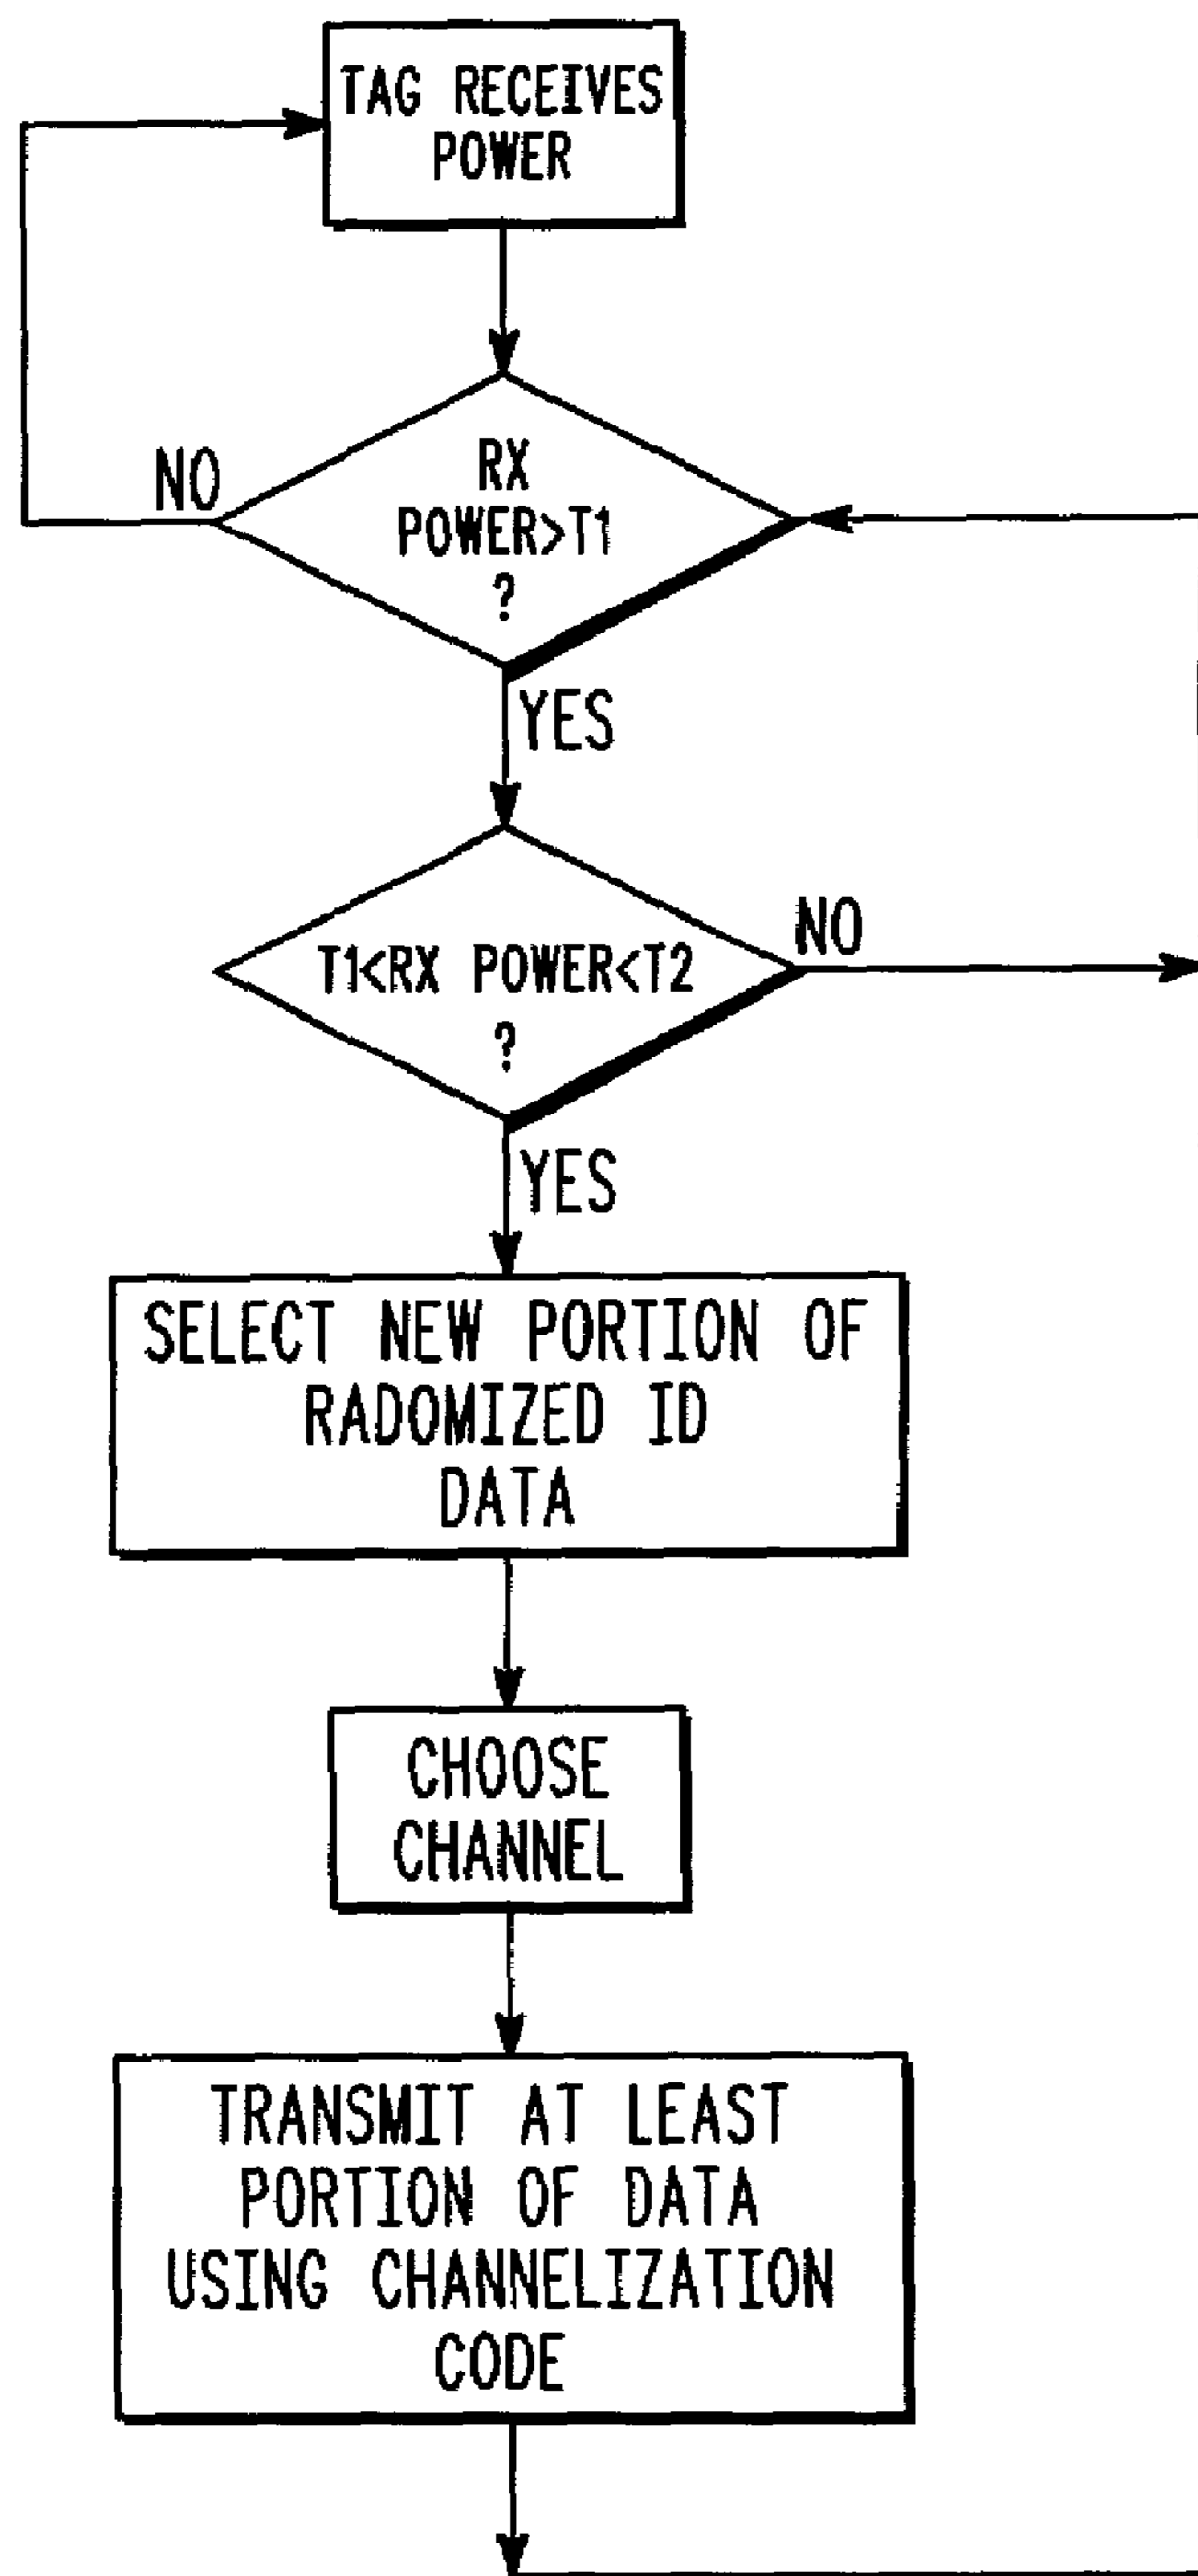 TAG RECEIVES
POWER
RX
POWER>T1
?
NO
YES
T1<RX POWER<T2
?
NO
YES
SELECT NEW PORTION OF
RADOMIZED ID
DATA
CHOOSE
CHANNEL
TRANSMIT AT LEAST
PORTION OF DATA
USING CHANNELIZATION
CODE